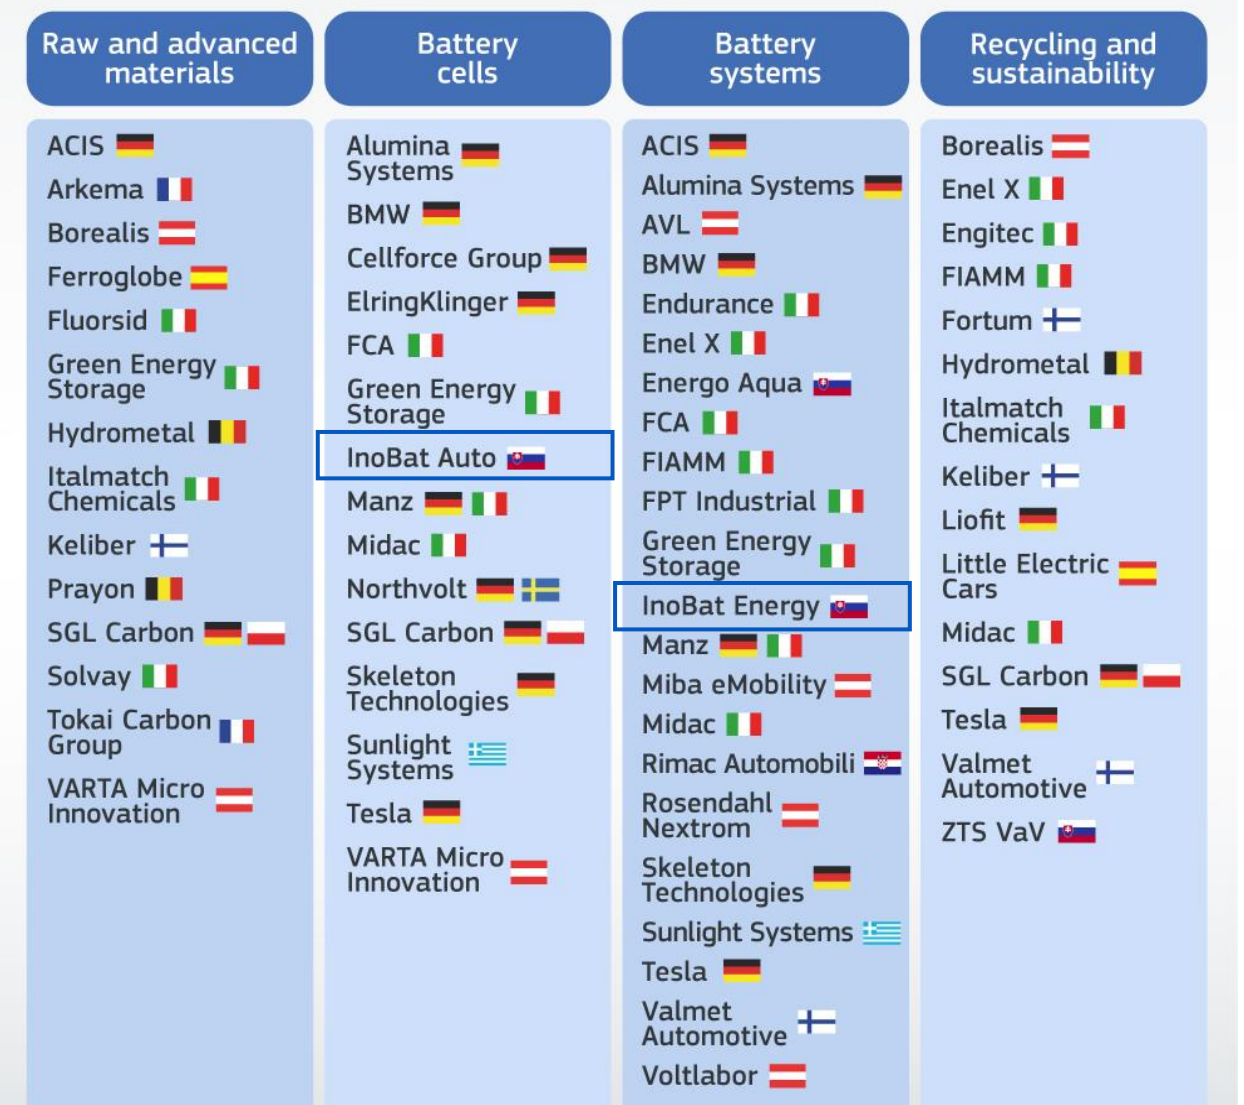 Raw and advanced
materials
ACIS
Arkema
Borealis
Ferroglobe
Fluorsid
Green Energy
Storage
Hydrometal
Italmatch
Chemicals
Keliber
Prayon
SGL Carbon
Solvay
Tokai Carbon
Group
VARTA Micro
Innovation
Battery
cells
Alumina
Systems
BMW
Cellforce Group
ElringKlinger
FCA
Green Energy
Storage
InoBat Auto
Manz
Midac
Northvolt
SGL Carbon
Skeleton
Technologies
Sunlight
Systems
Tesla
VARTA Micro
Innovation
Battery
systems
ACIS
Alumina Systems
AVL
BMW
Endurance
Enel X
Energo Aqua
FCA
FIAMM
FPT Industrial
Green Energy
Storage
InoBat Energy
Manz
Miba eMobility
Midac
Rimac Automobili
Rosendahl
Nextrom
Skeleton
Technologies
Sunlight Systems
Tesla
Valmet
Automotive
Voltlabor
Recycling and
sustainability
Borealis
Enel X
Engitec
FIAMM
Fortum
Hydrometal
Italmatch
Chemicals
Keliber
Liofit
Little Electric
Cars
Midac
SGL Carbon
Tesla
Valmet
Automotive
ZTS VaV